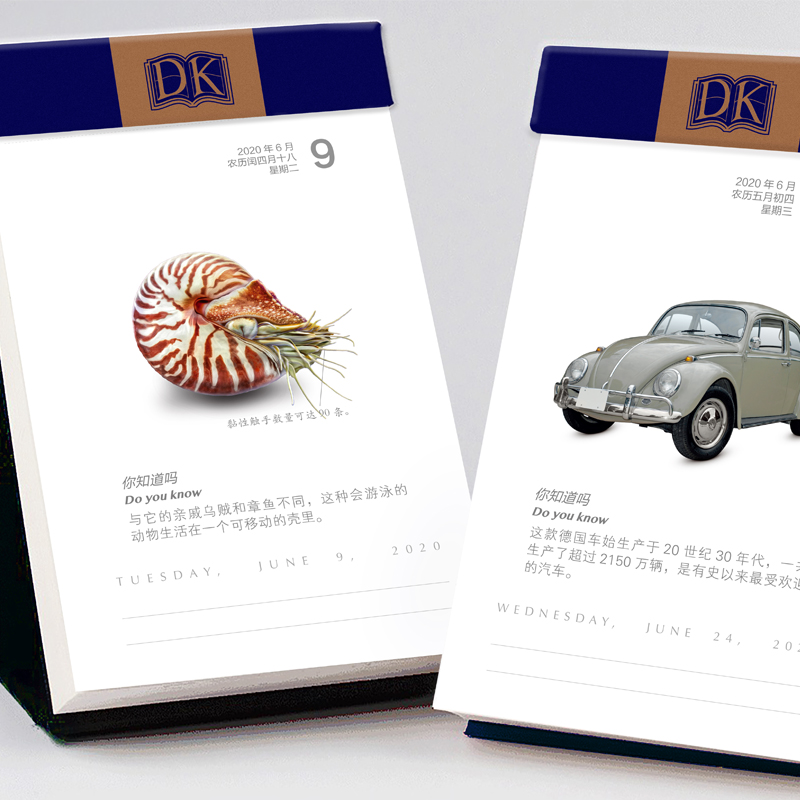 DK
2020 年 6 月
农历闰四月十八
星期二
9
黏性触手数量可达 90 条。
你知道吗
Do you know
与它的亲戚乌贼和章鱼不同，这种会游泳的
动物生活在一个可移动的壳里。
TUESDAY, JUNE 9, 2020
DK
2020 年 6 月
农历五月初四
星期三
你知道吗
Do you know
这款德国车始生产于 20 世纪 30 年代，一
生产了超过 2150 万辆，是有史以来最受欢
的汽车。
WEDNESDAY, JUNE 24, 202